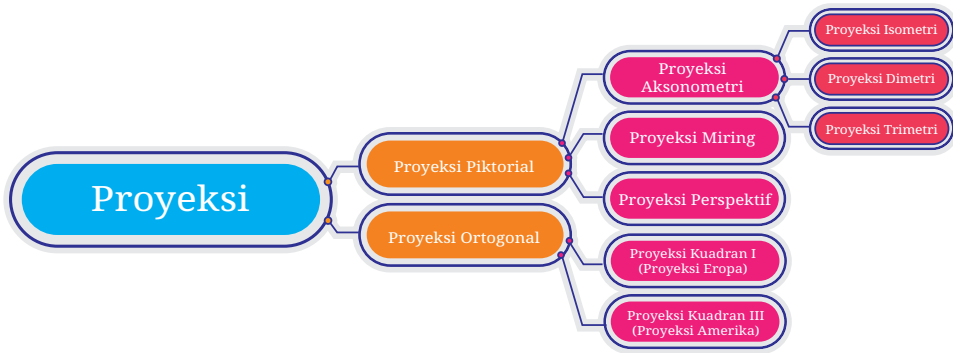 Proyeksi
Proyeksi Piktorial
Proyeksi Aksonometri
Proyeksi Isometri
Proyeksi Dimetri
Proyeksi Trimetri
Proyeksi Miring
Proyeksi Perspektif
Proyeksi Ortogonal
Proyeksi Kuadran I
(Proyeksi Eropa)
Proyeksi Kuadran III
(Proyeksi Amerika)